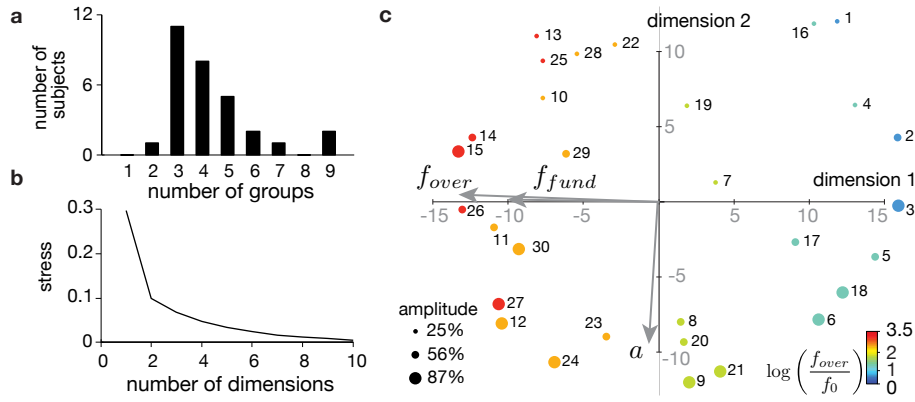 a
12
6
0
number of
subjects
1 2 3 4 5 6 7 8 9
number of groups
b
0.3
0.2
0.1
0
stress
0 2 4 6 8 10
number of dimensions
c
dimension 2
dimension 1
10
5
-5
-10
-15 -10 -5 5 10 15
f_over
f_fund
a
13
25
28
22
10
14
15
29
26
11
30
27
12
24
23
16
1
4
19
2
7
3
17
5
18
6
8
20
9
21
amplitude
25%
56%
87%
log (f_over / f_0)
3.5
2
1
0